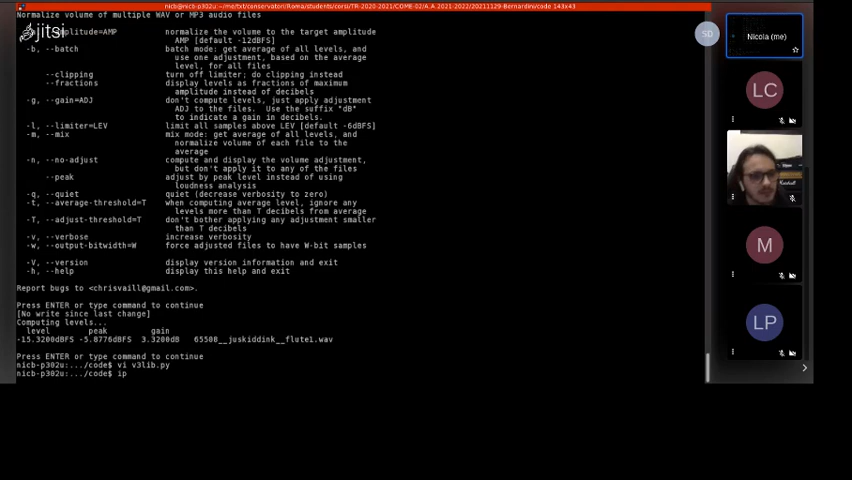 nicb@nicb-p302u: ~/me/txt/conservatori/Roma/students/corsi/TR-2020-2021/COME-02/A.A.2021-2022/20211129-Bernardini/code 143x43
Normalize volume of multiple WAV or MP3 audio files
jitsi
amplitude=AMP normalize the volume to the target amplitude
AMP [default -12dBFS]
-b, --batch batch mode: get average of all levels, and
use one adjustment, based on the average
level, for all files
--clipping turn off limiter; do clipping instead
--fractions display levels as fractions of maximum
amplitude instead of decibels
-g, --gain=ADJ don't compute levels, just apply adjustment
ADJ to the files. Use the suffix "dB"
to indicate a gain in decibels.
-l, --limiter=LEV limit all samples above LEV [default -6dBFS]
-m, --mix mix mode: get average of all levels, and
normalize volume of each file to the
average
-n, --no-adjust compute and display the volume adjustment,
but don't apply it to any of the files
--peak adjust by peak level instead of using
loudness analysis
-q, --quiet quiet (decrease verbosity to zero)
-t, --average-threshold=T when computing average level, ignore any
levels more than T decibels from average
-T, --adjust-threshold=T don't bother applying any adjustment smaller
than T decibels
-v, --verbose increase verbosity
-w, --output-bitwidth=W force adjusted files to have W-bit samples
-V, --version display version information and exit
-h, --help display this help and exit
Report bugs to <chrisvaill@gmail.com>.
Press ENTER or type command to continue
[No write since last change]
Computing levels...
level peak gain
-15.3200dBFS -5.8776dBFS 3.3200dB 65508__juskiddink__flute1.wav
Press ENTER or type command to continue
nicb-p302u:.../code$ vi v3lib.py
nicb-p302u:.../code$ ip
SD
Nicola (me)
LC
Marshall
M
LP